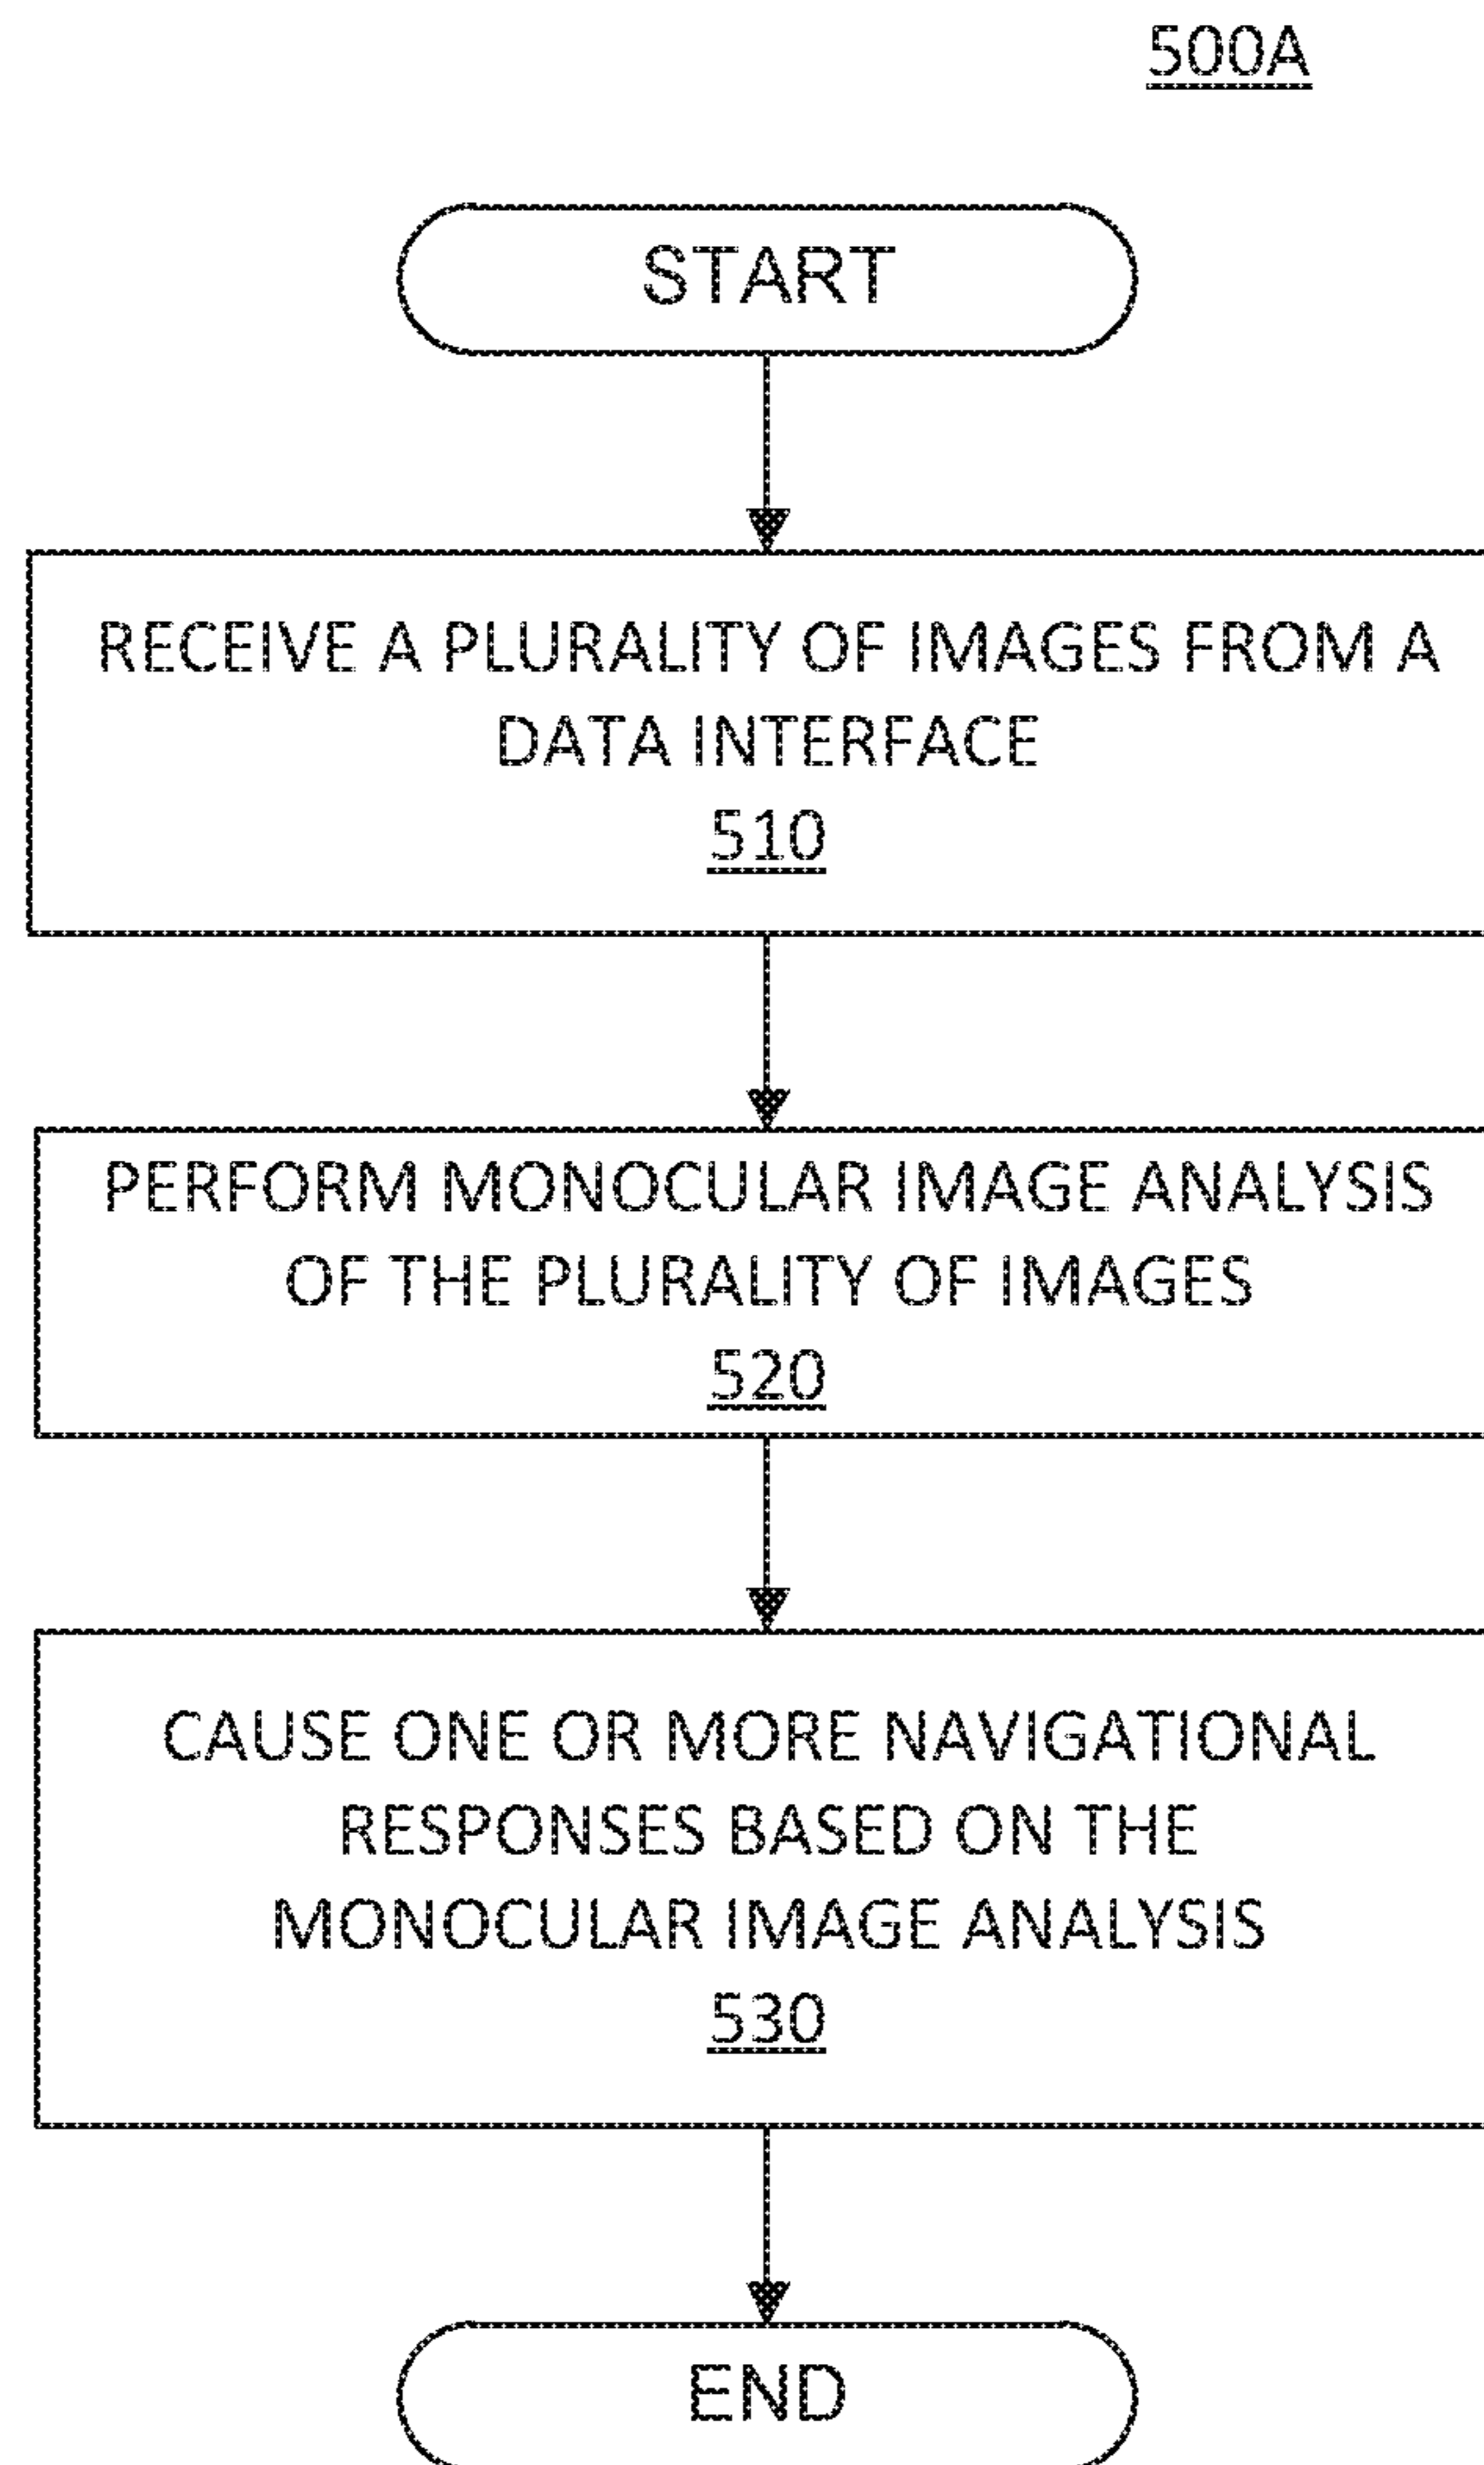 500A
START
RECEIVE A PLURALITY OF IMAGES FROM A
DATA INTERFACE
510
PERFORM MONOCULAR IMAGE ANALYSIS
OF THE PLURALITY OF IMAGES
520
CAUSE ONE OR MORE NAVIGATIONAL
RESPONSES BASED ON THE
MONOCULAR IMAGE ANALYSIS
530
END